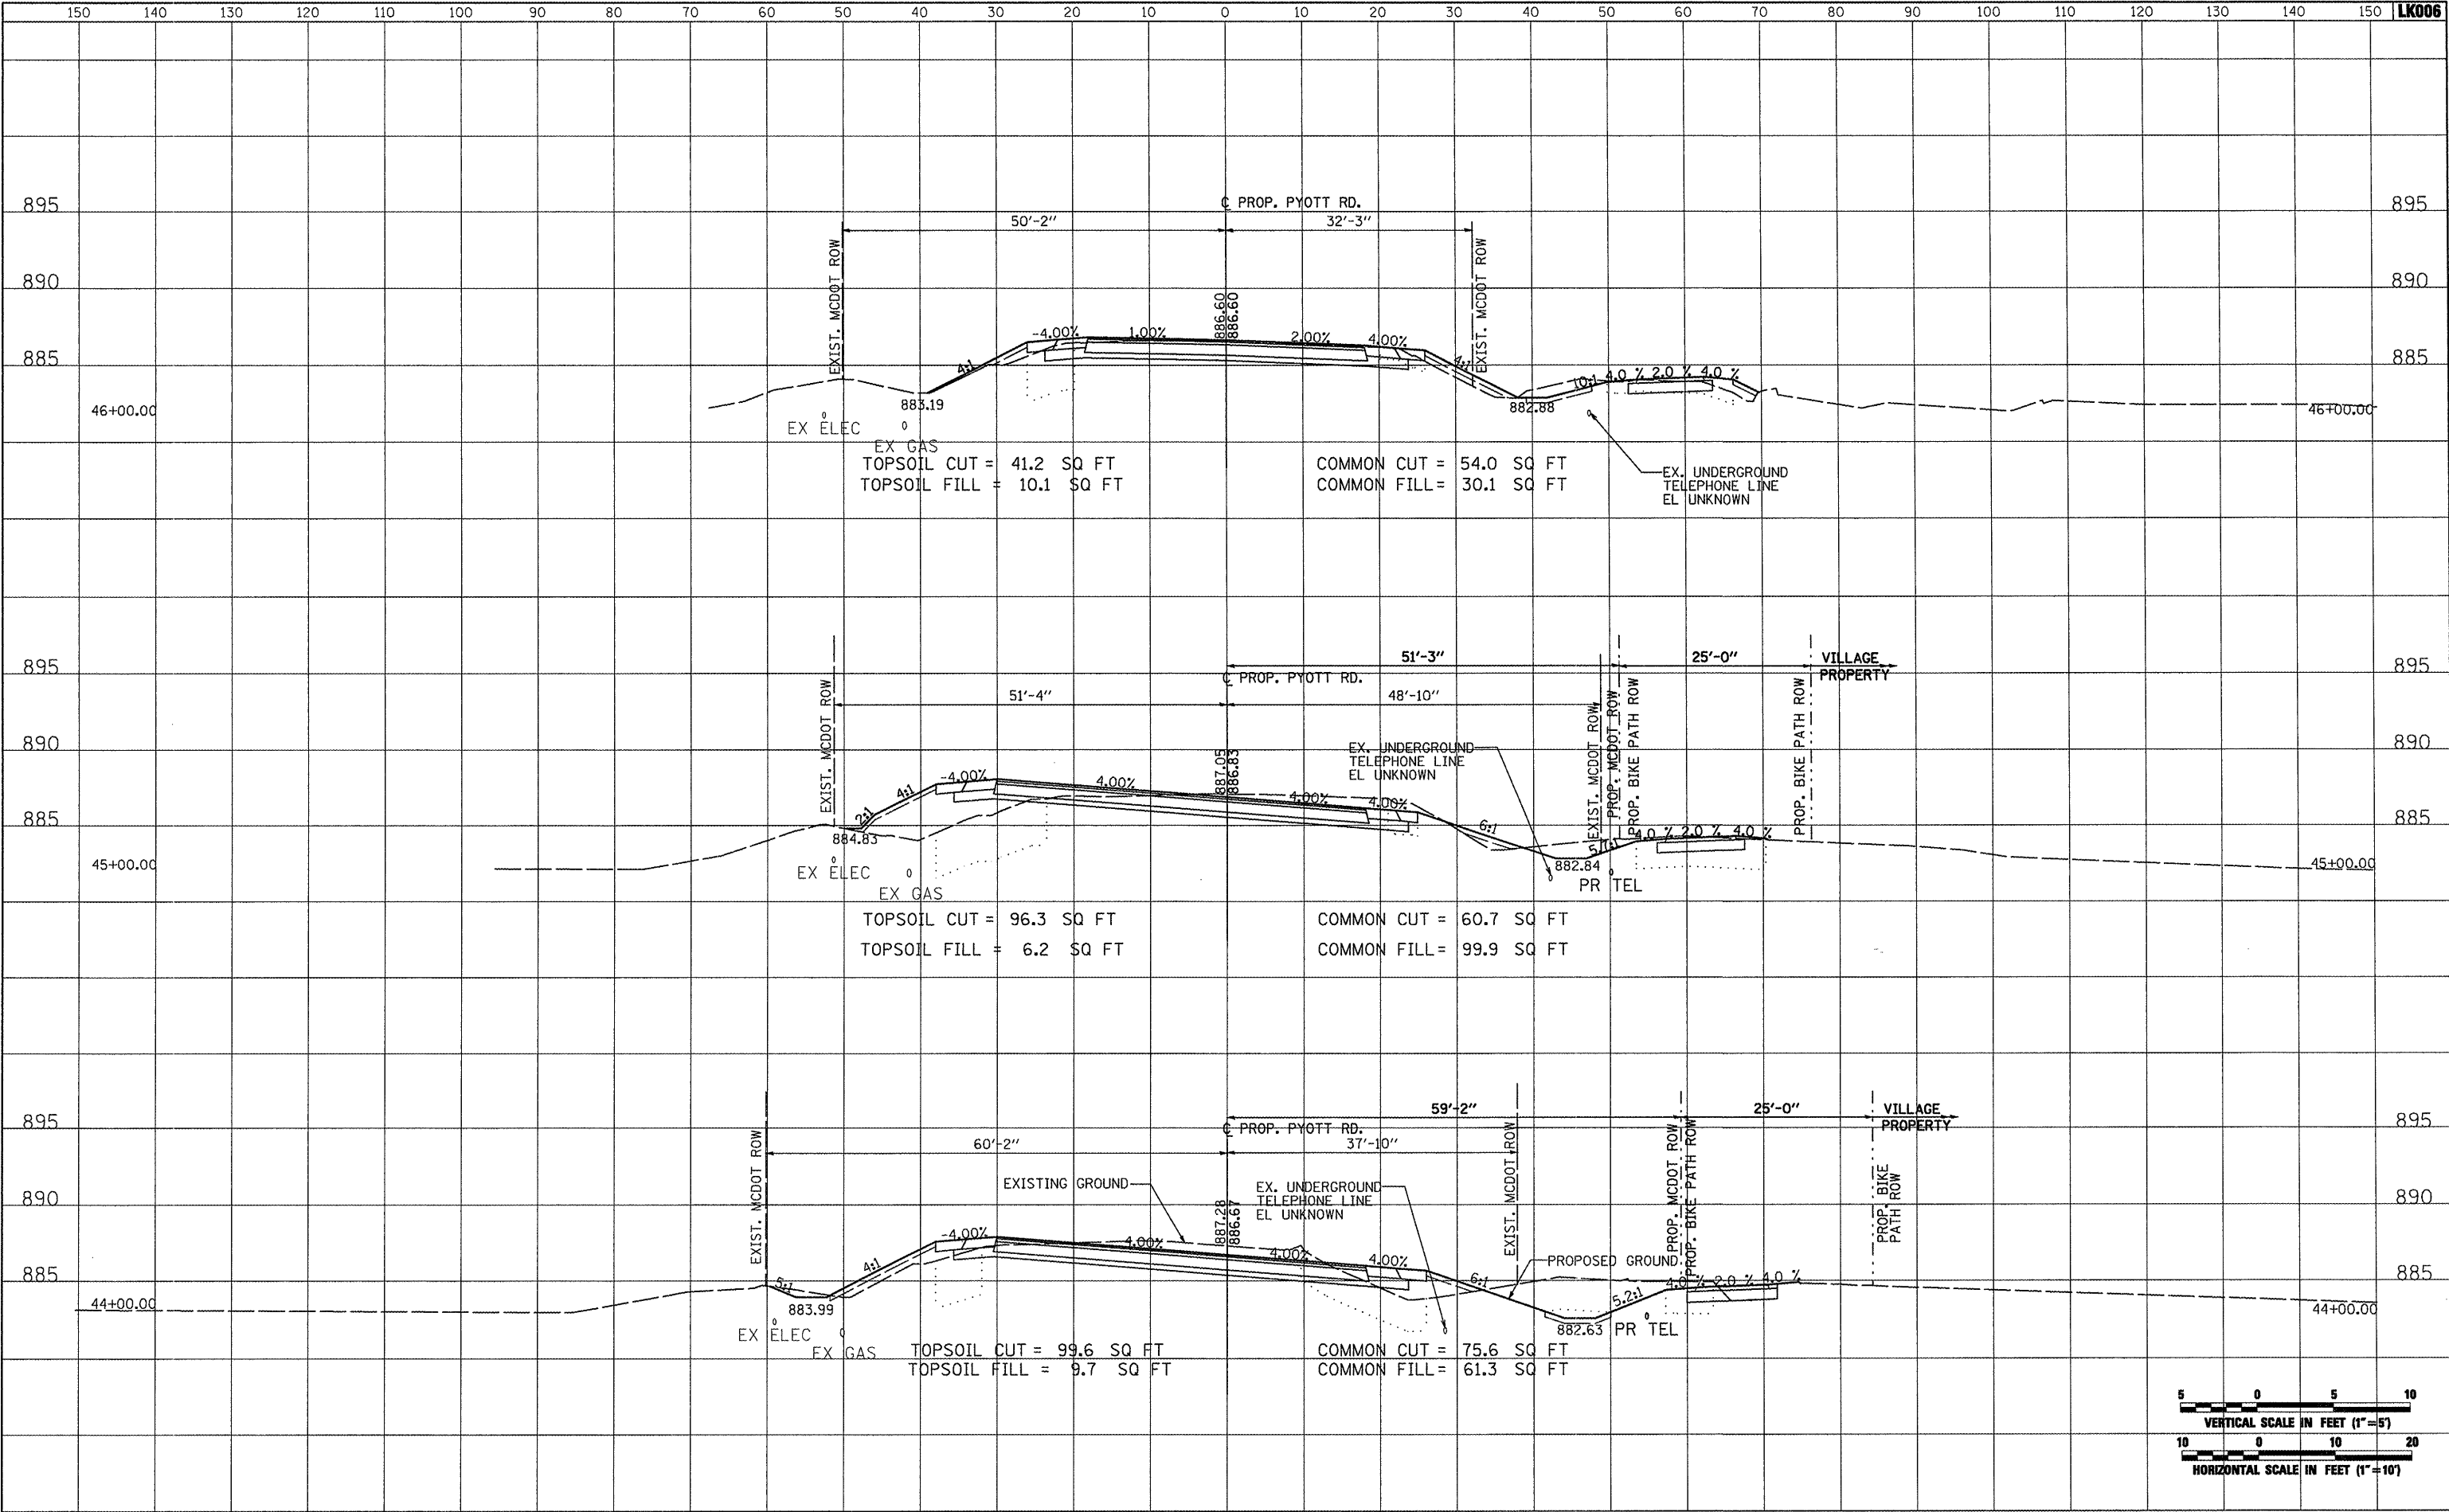 150 140 130 120 110 100 90 80 70 60 50 40 30 20 10 0 10 20 30 40 50 60 70 80 90 100 110 120 130 140 150 LK006
895 ℄ PROP. PYOTT RD. 895
50'-2" 32'-3"
EXIST. MCDOT ROW
EXIST. MCDOT ROW
890 890
886.60
886.60
-4.00% 1.00% 2.00% 4.00%
885 885
4:1 4:1 10:1 4.0 % 2.0 % 4.0 %
46+00.00 883.19 882.88 46+00.00
EX ELEC
EX GAS
TOPSOIL CUT = 41.2 SQ FT COMMON CUT = 54.0 SQ FT
TOPSOIL FILL = 10.1 SQ FT COMMON FILL= 30.1 SQ FT
EX. UNDERGROUND
TELEPHONE LINE
EL UNKNOWN
51'-3" 25'-0" VILLAGE
PROPERTY
895 ℄ PROP. PYOTT RD. 895
51'-4" 48'-10"
EXIST. MCDOT ROW
EXIST. MCDOT ROW
PROP. MCDOT ROW
PROP. BIKE PATH ROW
PROP. BIKE PATH ROW
890 890
EX. UNDERGROUND
TELEPHONE LINE
EL UNKNOWN
887.05
886.83
-4.00% 4.00% 4.00% 4.00%
2:1 4:1 6:1 5.7:1 4.0 % 2.0 % 4.0 %
885 885
884.83 882.84
45+00.00 45+00.00
EX ELEC PR TEL
EX GAS
TOPSOIL CUT = 96.3 SQ FT COMMON CUT = 60.7 SQ FT
TOPSOIL FILL = 6.2 SQ FT COMMON FILL= 99.9 SQ FT
59'-2" 25'-0" VILLAGE
PROPERTY
895 ℄ PROP. PYOTT RD. 895
60'-2" 37'-10"
EXIST. MCDOT ROW
EXIST. MCDOT ROW
PROP. MCDOT ROW
PROP. BIKE PATH ROW
PROP. BIKE
PATH ROW
EXISTING GROUND
EX. UNDERGROUND
TELEPHONE LINE
EL UNKNOWN
890 890
887.28
886.67
-4.00% 4.00% 4.00% 4.00%
PROPOSED GROUND
885 885
5:1 4:1 6:1 5.2:1 4.0 % 2.0 % 4.0 %
44+00.00 883.99 882.63 44+00.00
EX ELEC PR TEL
EX GAS
TOPSOIL CUT = 99.6 SQ FT COMMON CUT = 75.6 SQ FT
TOPSOIL FILL = 9.7 SQ FT COMMON FILL= 61.3 SQ FT
5 0 5 10
VERTICAL SCALE IN FEET (1"=5')
10 0 10 20
HORIZONTAL SCALE IN FEET (1"=10')